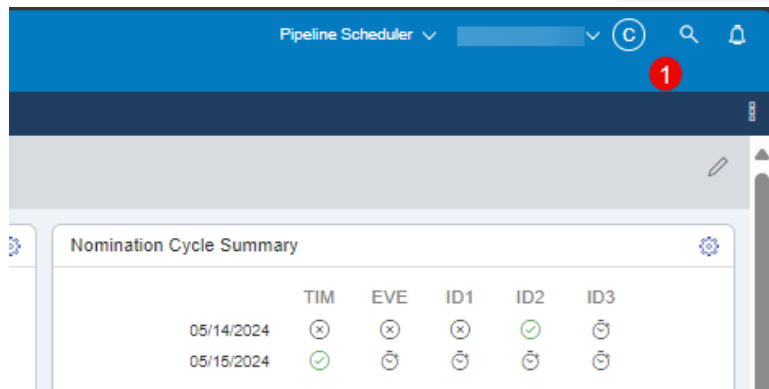 Pipeline Scheduler
C
1
Nomination Cycle Summary
TIM EVE ID1 ID2 ID3
05/14/2024
05/15/2024